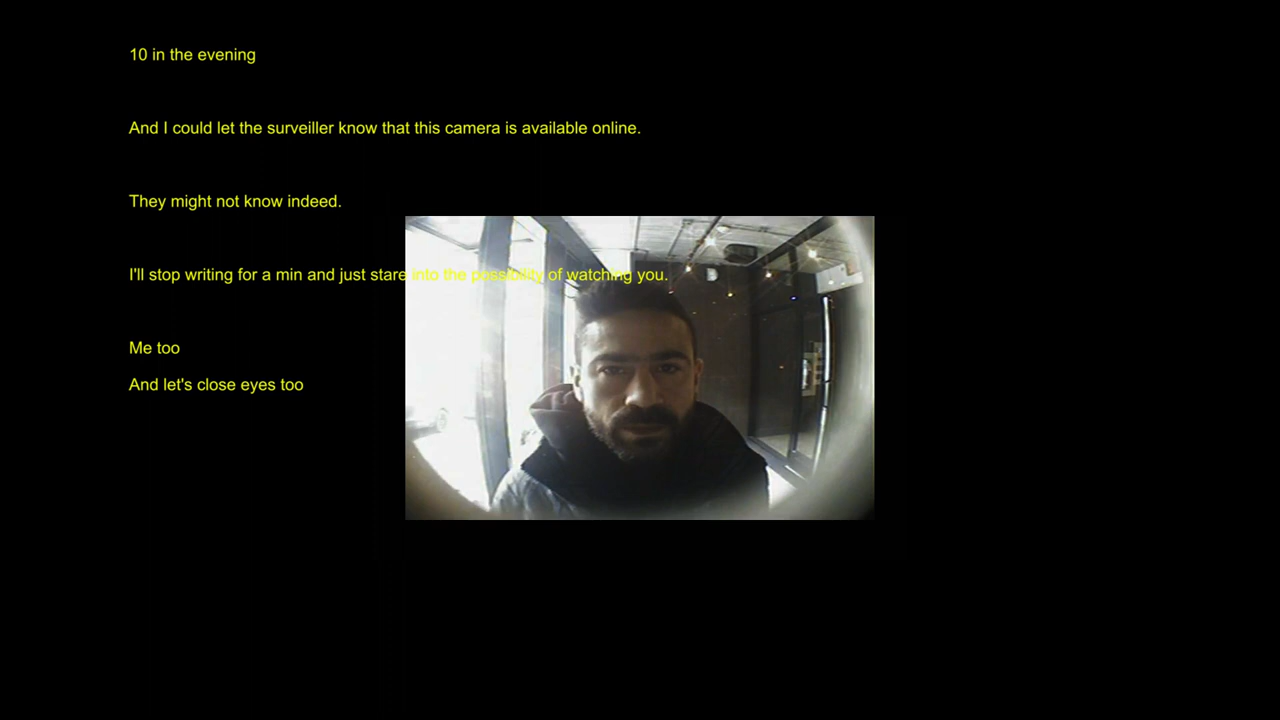 10 in the evening
And I could let the surveiller know that this camera is available online.
They might not know indeed.
I'll stop writing for a min and just stare into the possibility of watching you.
Me too
And let's close eyes too